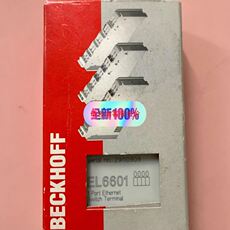 BECKHOFF
全新100%
EL6601
Port Ethernet
Switch Terminal